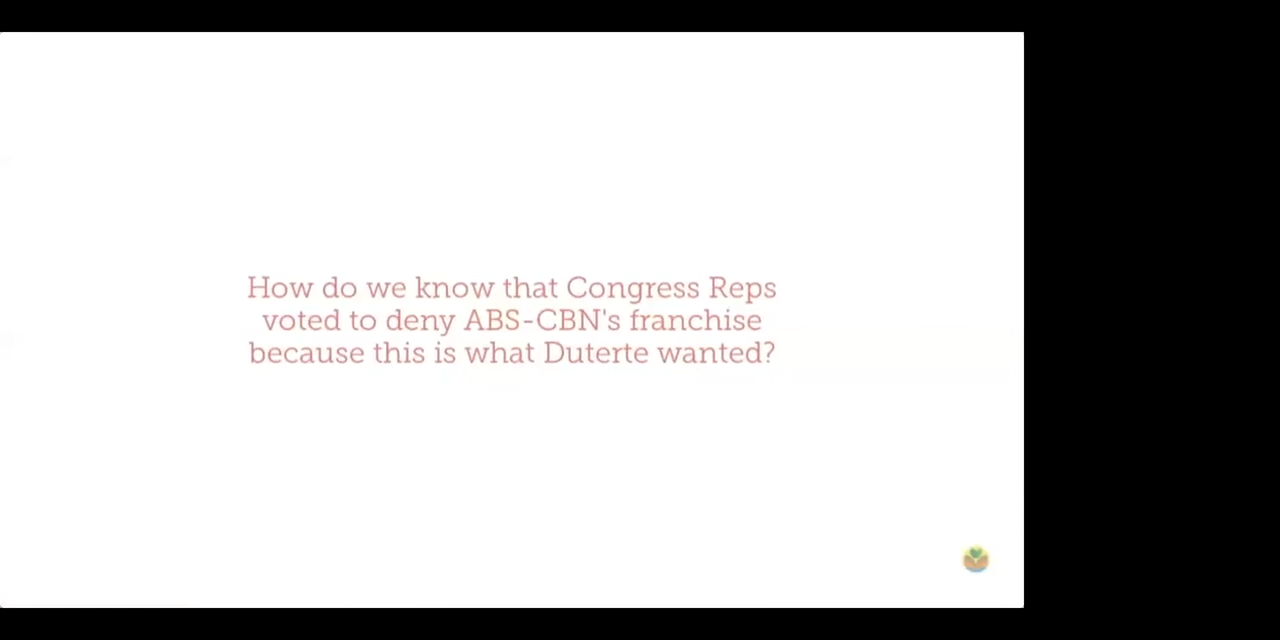 How do we know that Congress Reps
voted to deny ABS-CBN's franchise
because this is what Duterte wanted?